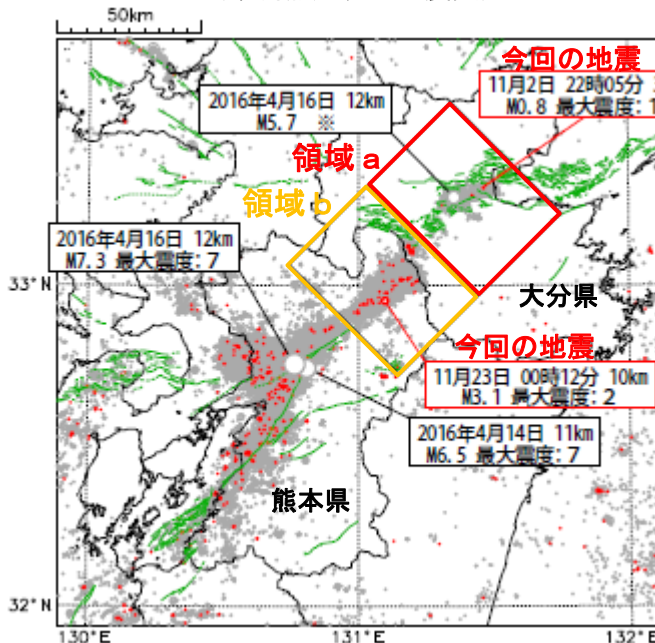 50km
今回の地震
11月2日 22時05分
M0.8 最大震度:1
2016年4月16日 12km
M5.7 ※
領域a
領域b
2016年4月16日 12km
M7.3 最大震度:7
33°N
大分県
今回の地震
11月23日 00時12分 10km
M3.1 最大震度:2
2016年4月14日 11km
M6.5 最大震度:7
熊本県
32°N
130°E
131°E
132°E